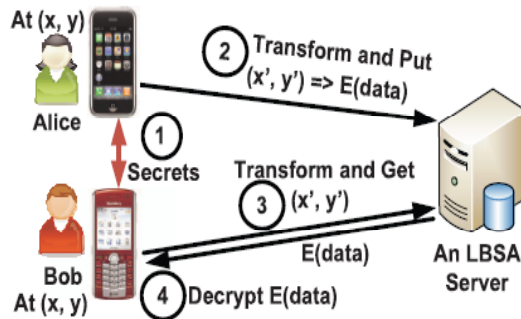 At (x, y)
Alice
2
Transform and Put
(x’, y’) => E(data)
1
Secrets
Transform and Get
3
(x’, y’)
E(data)
Bob
At (x, y)
4
Decrypt E(data)
An LBSA
Server